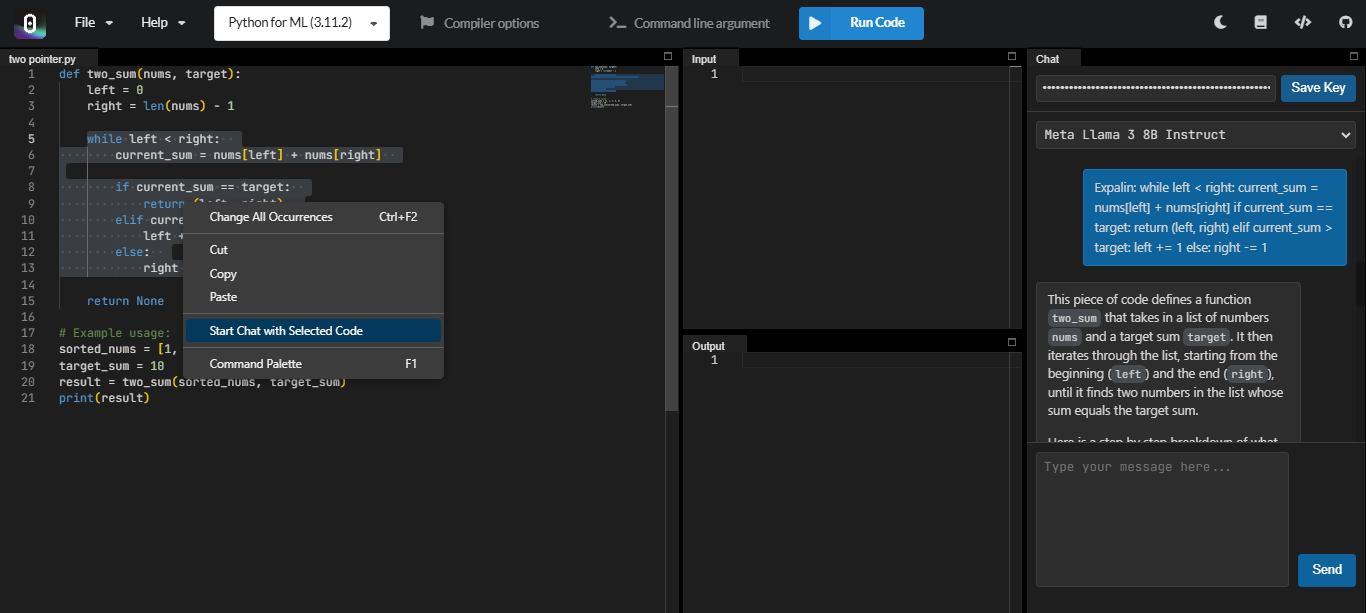 File
Help
Python for ML (3.11.2)
Compiler options
Command line argument
Run Code
two pointer.py
1 def two_sum(nums, target):
2 left = 0
3 right = len(nums) - 1
4
5 while left < right:
6 current_sum = nums[left] + nums[right]
7
8 if current_sum == target:
9 return (left, right)
10 elif curre
11 left +
12 else:
13 right
14
15 return None
16
17 # Example usage:
18 sorted_nums = [1,
19 target_sum = 10
20 result = two_sum(sorted_nums, target_sum)
21 print(result)
Change All Occurrences Ctrl+F2
Cut
Copy
Paste
Start Chat with Selected Code
Command Palette F1
Input
1
Output
1
Chat
Save Key
Meta Llama 3 8B Instruct
Expalin: while left < right: current_sum =
nums[left] + nums[right] if current_sum ==
target: return (left, right) elif current_sum >
target: left += 1 else: right -= 1
This piece of code defines a function
two_sum that takes in a list of numbers
nums and a target sum target . It then
iterates through the list, starting from the
beginning ( left ) and the end ( right ),
until it finds two numbers in the list whose
sum equals the target sum.
Here is a step by step breakdown of what
Type your message here...
Send